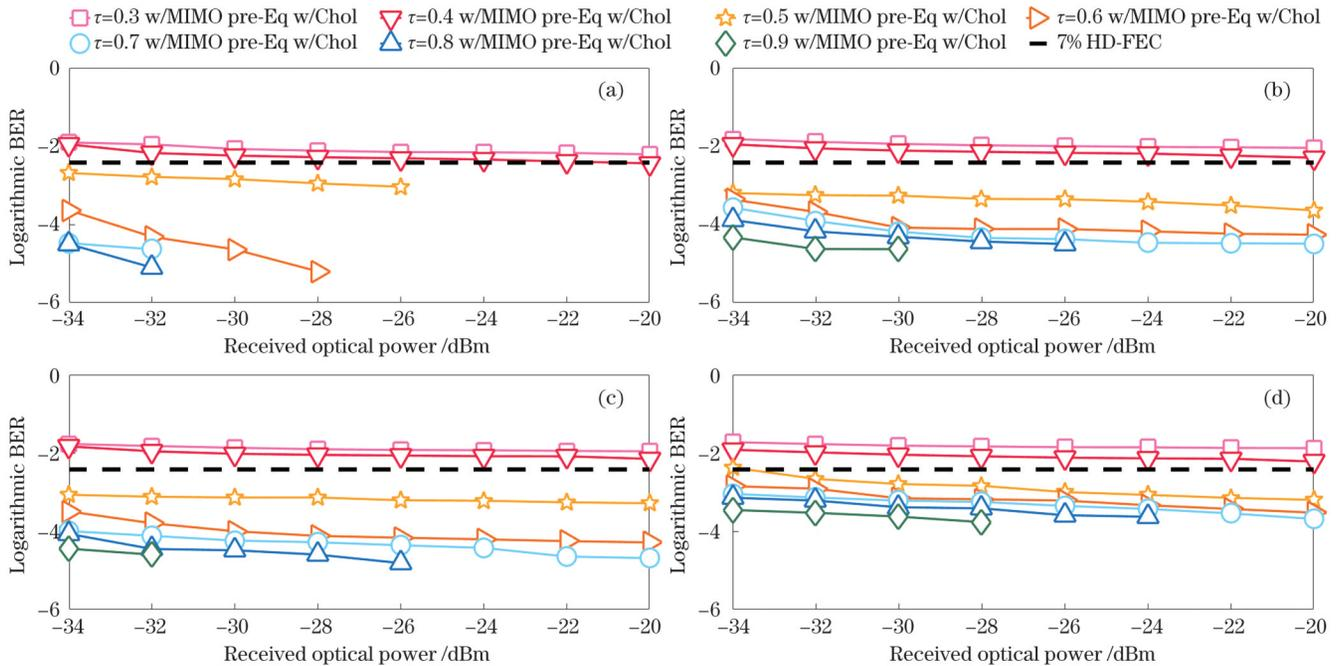 τ=0.3 w/MIMO pre-Eq w/Chol τ=0.4 w/MIMO pre-Eq w/Chol τ=0.5 w/MIMO pre-Eq w/Chol τ=0.6 w/MIMO pre-Eq w/Chol
τ=0.7 w/MIMO pre-Eq w/Chol τ=0.8 w/MIMO pre-Eq w/Chol τ=0.9 w/MIMO pre-Eq w/Chol 7% HD-FEC
(a)
Logarithmic BER
0
−2
−4
−6
−34 −32 −30 −28 −26 −24 −22 −20
Received optical power /dBm
(b)
Logarithmic BER
0
−2
−4
−6
−34 −32 −30 −28 −26 −24 −22 −20
Received optical power /dBm
(c)
Logarithmic BER
0
−2
−4
−6
−34 −32 −30 −28 −26 −24 −22 −20
Received optical power /dBm
(d)
Logarithmic BER
0
−2
−4
−6
−34 −32 −30 −28 −26 −24 −22 −20
Received optical power /dBm